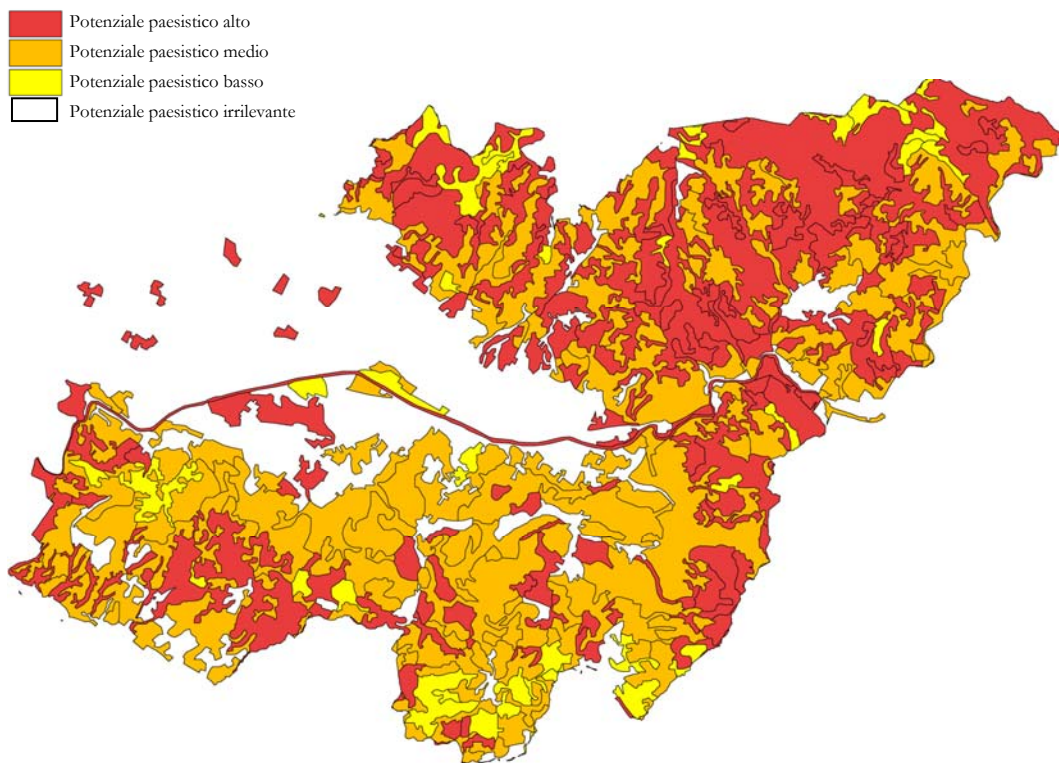 Potenziale paesistico alto
Potenziale paesistico medio
Potenziale paesistico basso
Potenziale paesistico irrilevante